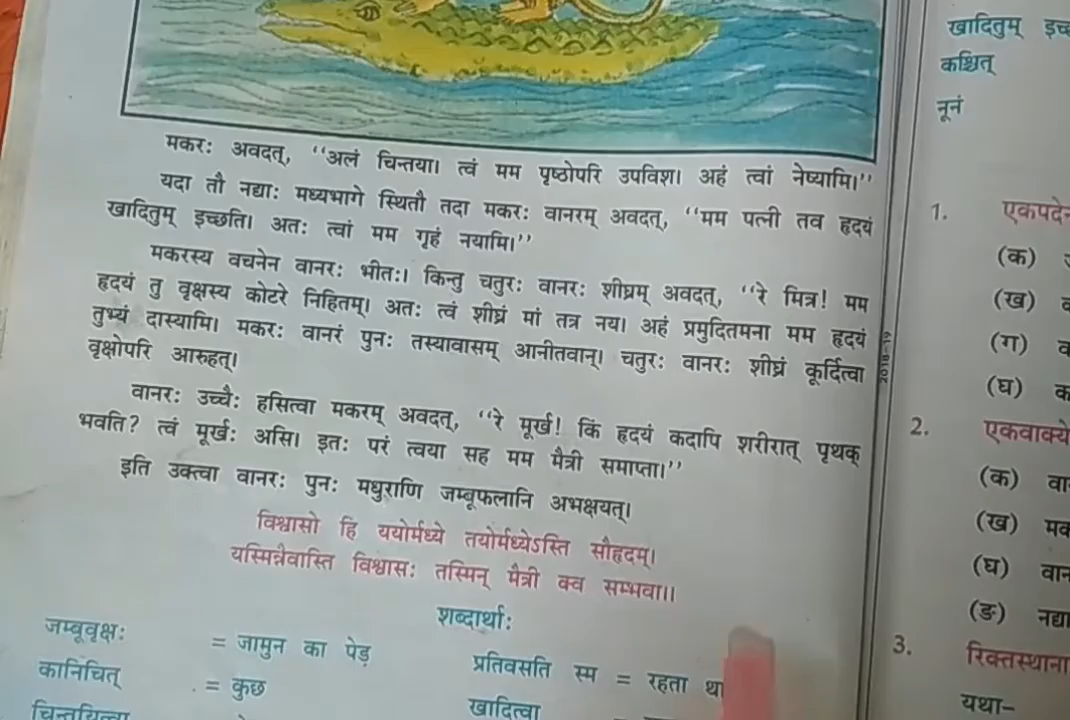 मकरः अवदत्, ‘‘अलं चिन्तया। त्वं मम पृष्ठोपरि उपविश। अहं त्वां नेष्यामि।’’
यदा तौ नद्याः मध्यभागे स्थितौ तदा मकरः वानरम् अवदत्, ‘‘मम पत्नी तव हृदयं
खादितुम् इच्छति। अतः त्वां मम गृहं नयामि।’’
मकरस्य वचनेन वानरः भीतः। किन्तु चतुरः वानरः शीघ्रम् अवदत्, ‘‘रे मित्र! मम
हृदयं तु वृक्षस्य कोटरे निहितम्। अतः त्वं शीघ्रं मां तत्र नय। अहं प्रमुदितमना मम हृदयं
तुभ्यं दास्यामि। मकरः वानरं पुनः तस्यावासम् आनीतवान्। चतुरः वानरः शीघ्रं कूर्दित्वा
वृक्षोपरि आरुहत्।
वानरः उच्चैः हसित्वा मकरम् अवदत्, ‘‘रे मूर्ख! किं हृदयं कदापि शरीरात् पृथक्
भवति? त्वं मूर्खः असि। इतः परं त्वया सह मम मैत्री समाप्ता।’’
इति उक्त्वा वानरः पुनः मधुराणि जम्बूफलानि अभक्षयत्।
विश्वासो हि ययोर्मध्ये तयोर्मध्येऽस्ति सौहृदम्।
यस्मिन्नैवास्ति विश्वासः तस्मिन् मैत्री क्व सम्भवा।।
शब्दार्थाः
जम्बूवृक्षः = जामुन का पेड़
प्रतिवसति स्म = रहता था
कानिचित् = कुछ
खादित्वा
चिन्तयित्वा
2018-19
खादितुम्
कश्चित्
नूनं
1.
(क)
(ख)
(ग)
(घ)
2. एकवाक्ये
(क)
(ख)
(घ)
(ङ)
3.
यथा–